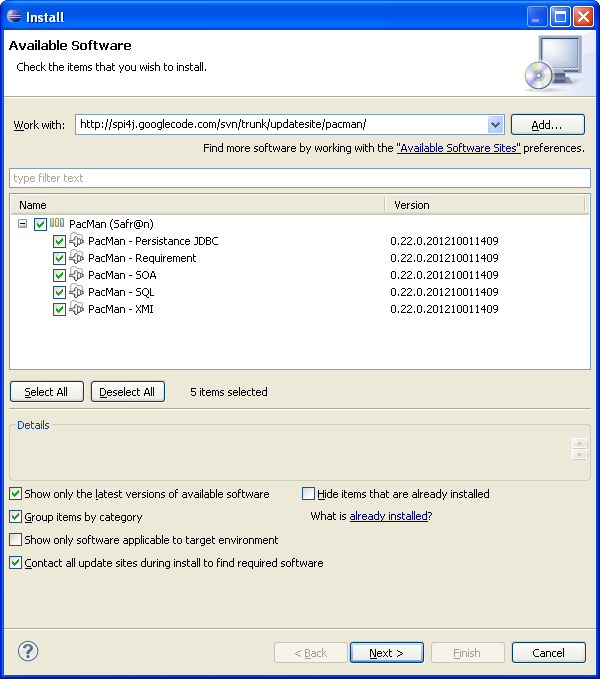 Install
Available Software
Check the items that you wish to install.
Work with: http://spi4j.googlecode.com/svn/trunk/updatesite/pacman/ Add...
Find more software by working with the "Available Software Sites" preferences.
type filter text
Name Version
PacMan (Safr@n)
PacMan - Persistance JDBC 0.22.0.201210011409
PacMan - Requirement 0.22.0.201210011409
PacMan - SOA 0.22.0.201210011409
PacMan - SQL 0.22.0.201210011409
PacMan - XMI 0.22.0.201210011409
Select All Deselect All 5 items selected
Details
Show only the latest versions of available software Hide items that are already installed
Group items by category What is already installed?
Show only software applicable to target environment
Contact all update sites during install to find required software
? < Back Next > Finish Cancel